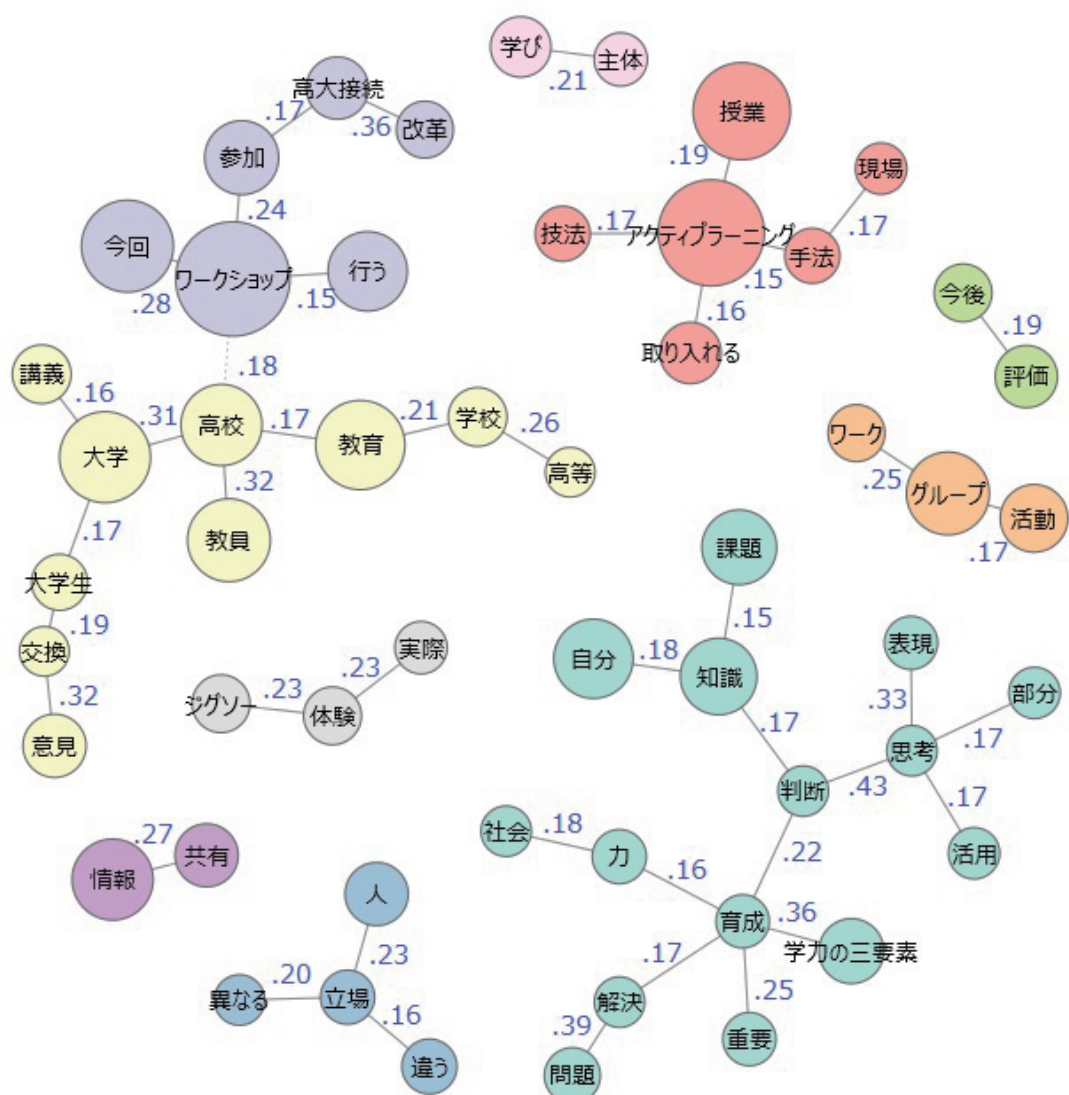 学び
.21
主体
高大接続
.17
.36
改革
参加
.24
今回
ワークショップ
行う
.28
.15
授業
.19
現場
技法
.17
アクティブラーニング
.17
手法
.15
.16
取り入れる
今後
.19
評価
.18
講義
.16
.31
高校
.17
教育
.21
学校
.26
高等
大学
.32
教員
.17
大学生
.19
交換
.32
意見
ワーク
.25
グループ
活動
.17
課題
.15
自分
.18
知識
.17
表現
.33
部分
.17
思考
.43
判断
.17
活用
実際
.23
ジグソー
.23
体験
社会
.18
力
.16
.22
育成
.36
学力の三要素
.17
.25
解決
重要
.39
問題
.27
共有
情報
人
.23
異なる
.20
立場
.16
違う